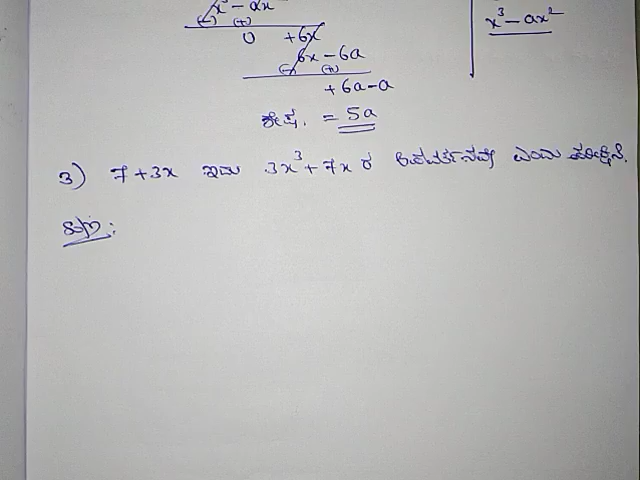 x² - ax
(-) (+)
x³ - ax²
0 +6x
6x - 6a
(-) (+)
+ 6a - a
ಶೇಷ. = 5a
3) 7 + 3x ಇದು 3x³ + 7x ರ ಅಪವರ್ತನವೇ ಎಂದು ಪರೀಕ್ಷಿಸಿ.